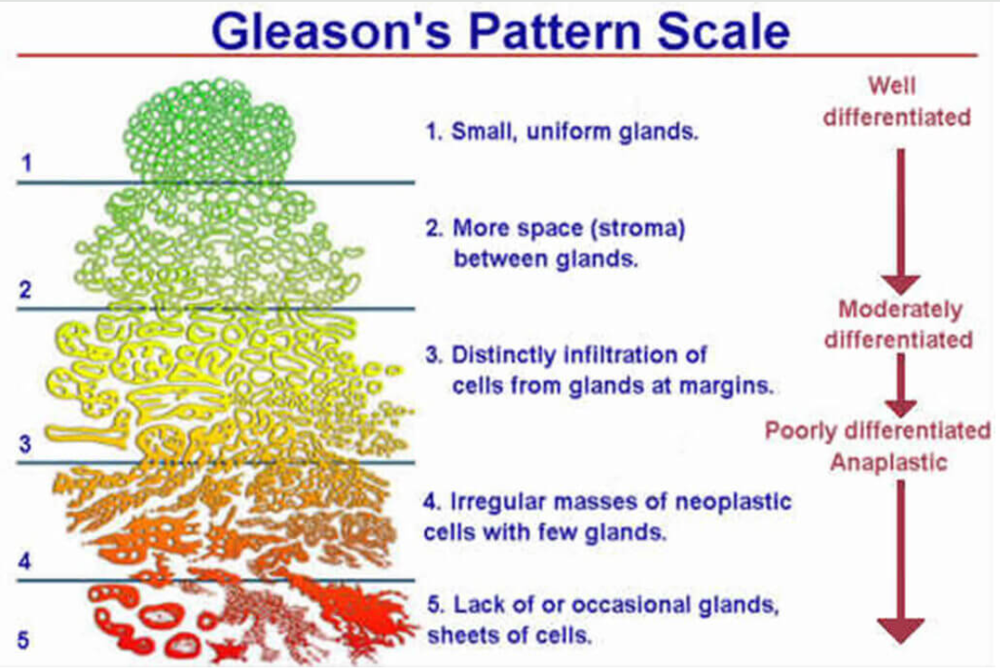 Gleason's Pattern Scale
1
1. Small, uniform glands.
2
2. More space (stroma)
between glands.
3
3. Distinctly infiltration of
cells from glands at margins.
4
4. Irregular masses of neoplastic
cells with few glands.
5
5. Lack of or occasional glands,
sheets of cells.
Well
differentiated
Moderately
differentiated
Poorly differentiated
Anaplastic